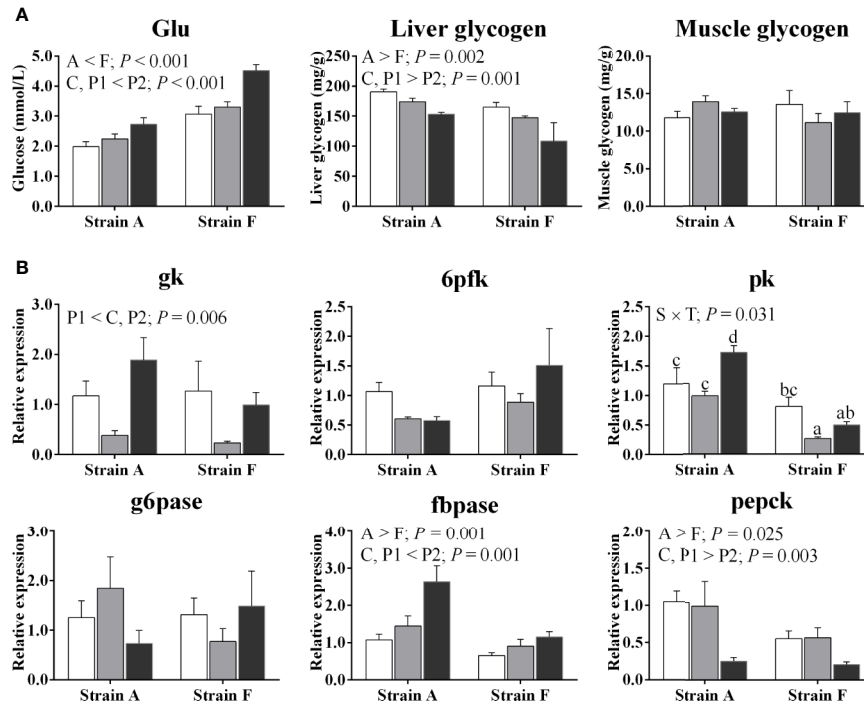 A
Glu
Glucose (mmol/L)
5.0
4.0
3.0
2.0
1.0
0.0
A < F; P < 0.001
C, P1 < P2; P < 0.001
Strain A Strain F
Liver glycogen
Liver glycogen (mg/g)
250
200
150
100
50
0
A > F; P = 0.002
C, P1 > P2; P = 0.001
Strain A Strain F
Muscle glycogen
Muscle glycogen (mg/g)
20.0
15.0
10.0
5.0
0.0
Strain A Strain F
B
gk
Relative expression
3.0
2.0
1.0
0.0
P1 < C, P2; P = 0.006
Strain A Strain F
6pfk
Relative expression
2.5
2.0
1.5
1.0
0.5
0.0
Strain A Strain F
pk
Relative expression
2.5
2.0
1.5
1.0
0.5
0.0
S × T; P = 0.031
c c d bc a ab
Strain A Strain F
g6pase
Relative expression
3.0
2.0
1.0
0.0
Strain A Strain F
fbpase
Relative expression
4.0
3.0
2.0
1.0
0.0
A > F; P = 0.001
C, P1 < P2; P = 0.001
Strain A Strain F
pepck
Relative expression
2.0
1.5
1.0
0.5
0.0
A > F; P = 0.025
C, P1 > P2; P = 0.003
Strain A Strain F